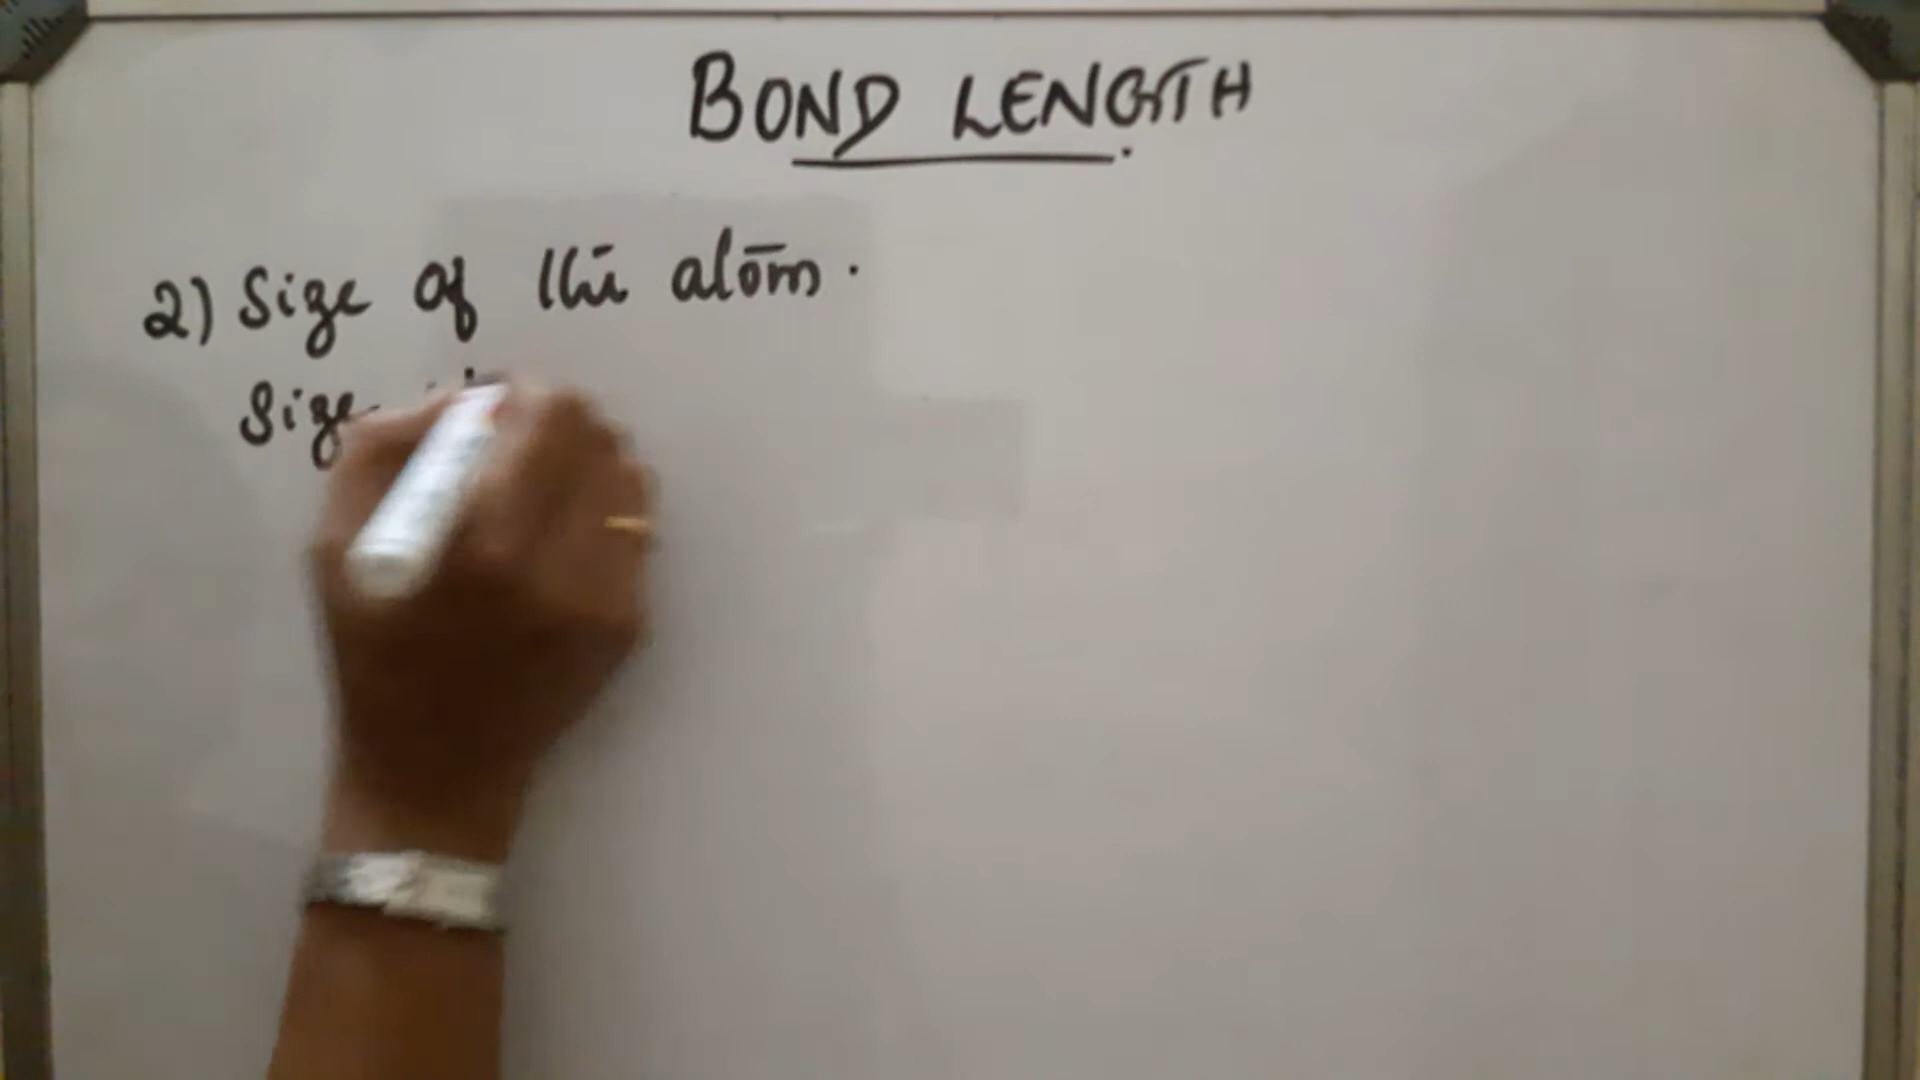 BOND LENGTH
2) Size of the atom.
Size